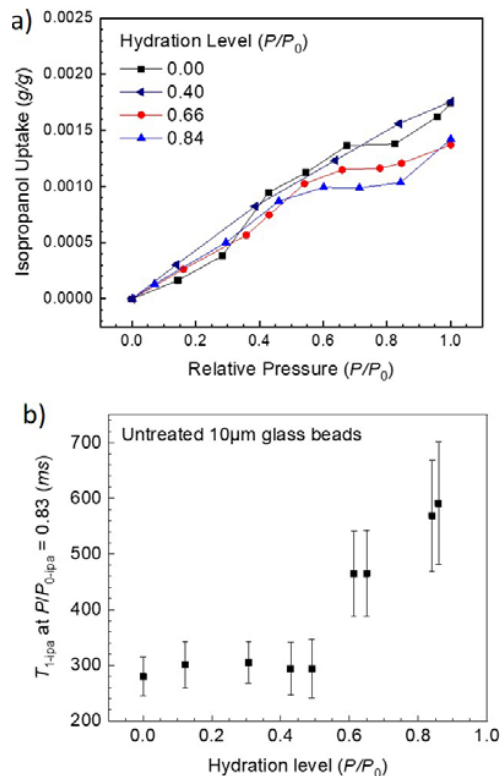 a)
Hydration Level (P/P0)
0.00
0.40
0.66
0.84
Isopropanol Uptake (g/g)
0.0025
0.0020
0.0015
0.0010
0.0005
0.0000
0.0 0.2 0.4 0.6 0.8 1.0
Relative Pressure (P/P0)
b)
Untreated 10µm glass beads
T1-ipa at P/P0-ipa = 0.83 (ms)
700
600
500
400
300
200
0.0 0.2 0.4 0.6 0.8 1.0
Hydration level (P/P0)